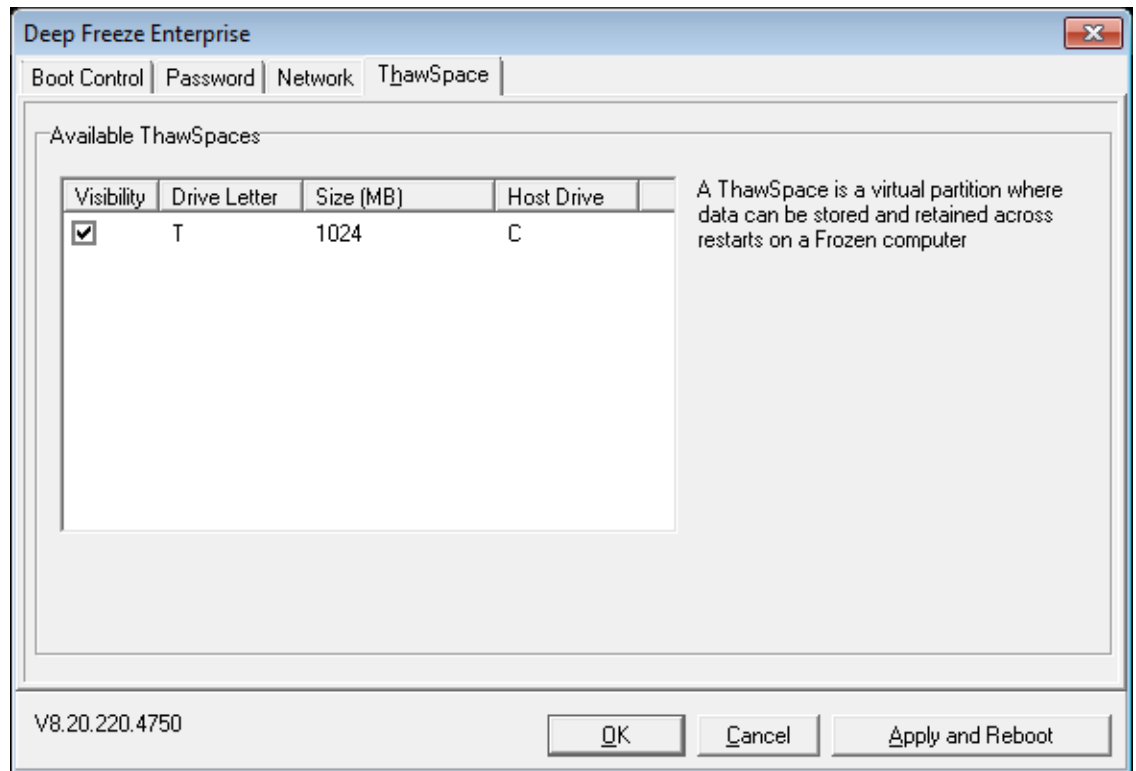 Deep Freeze Enterprise
Boot Control Password Network ThawSpace
Available ThawSpaces
Visibility Drive Letter Size (MB) Host Drive
T 1024 C
A ThawSpace is a virtual partition where
data can be stored and retained across
restarts on a Frozen computer
V8.20.220.4750
OK Cancel Apply and Reboot